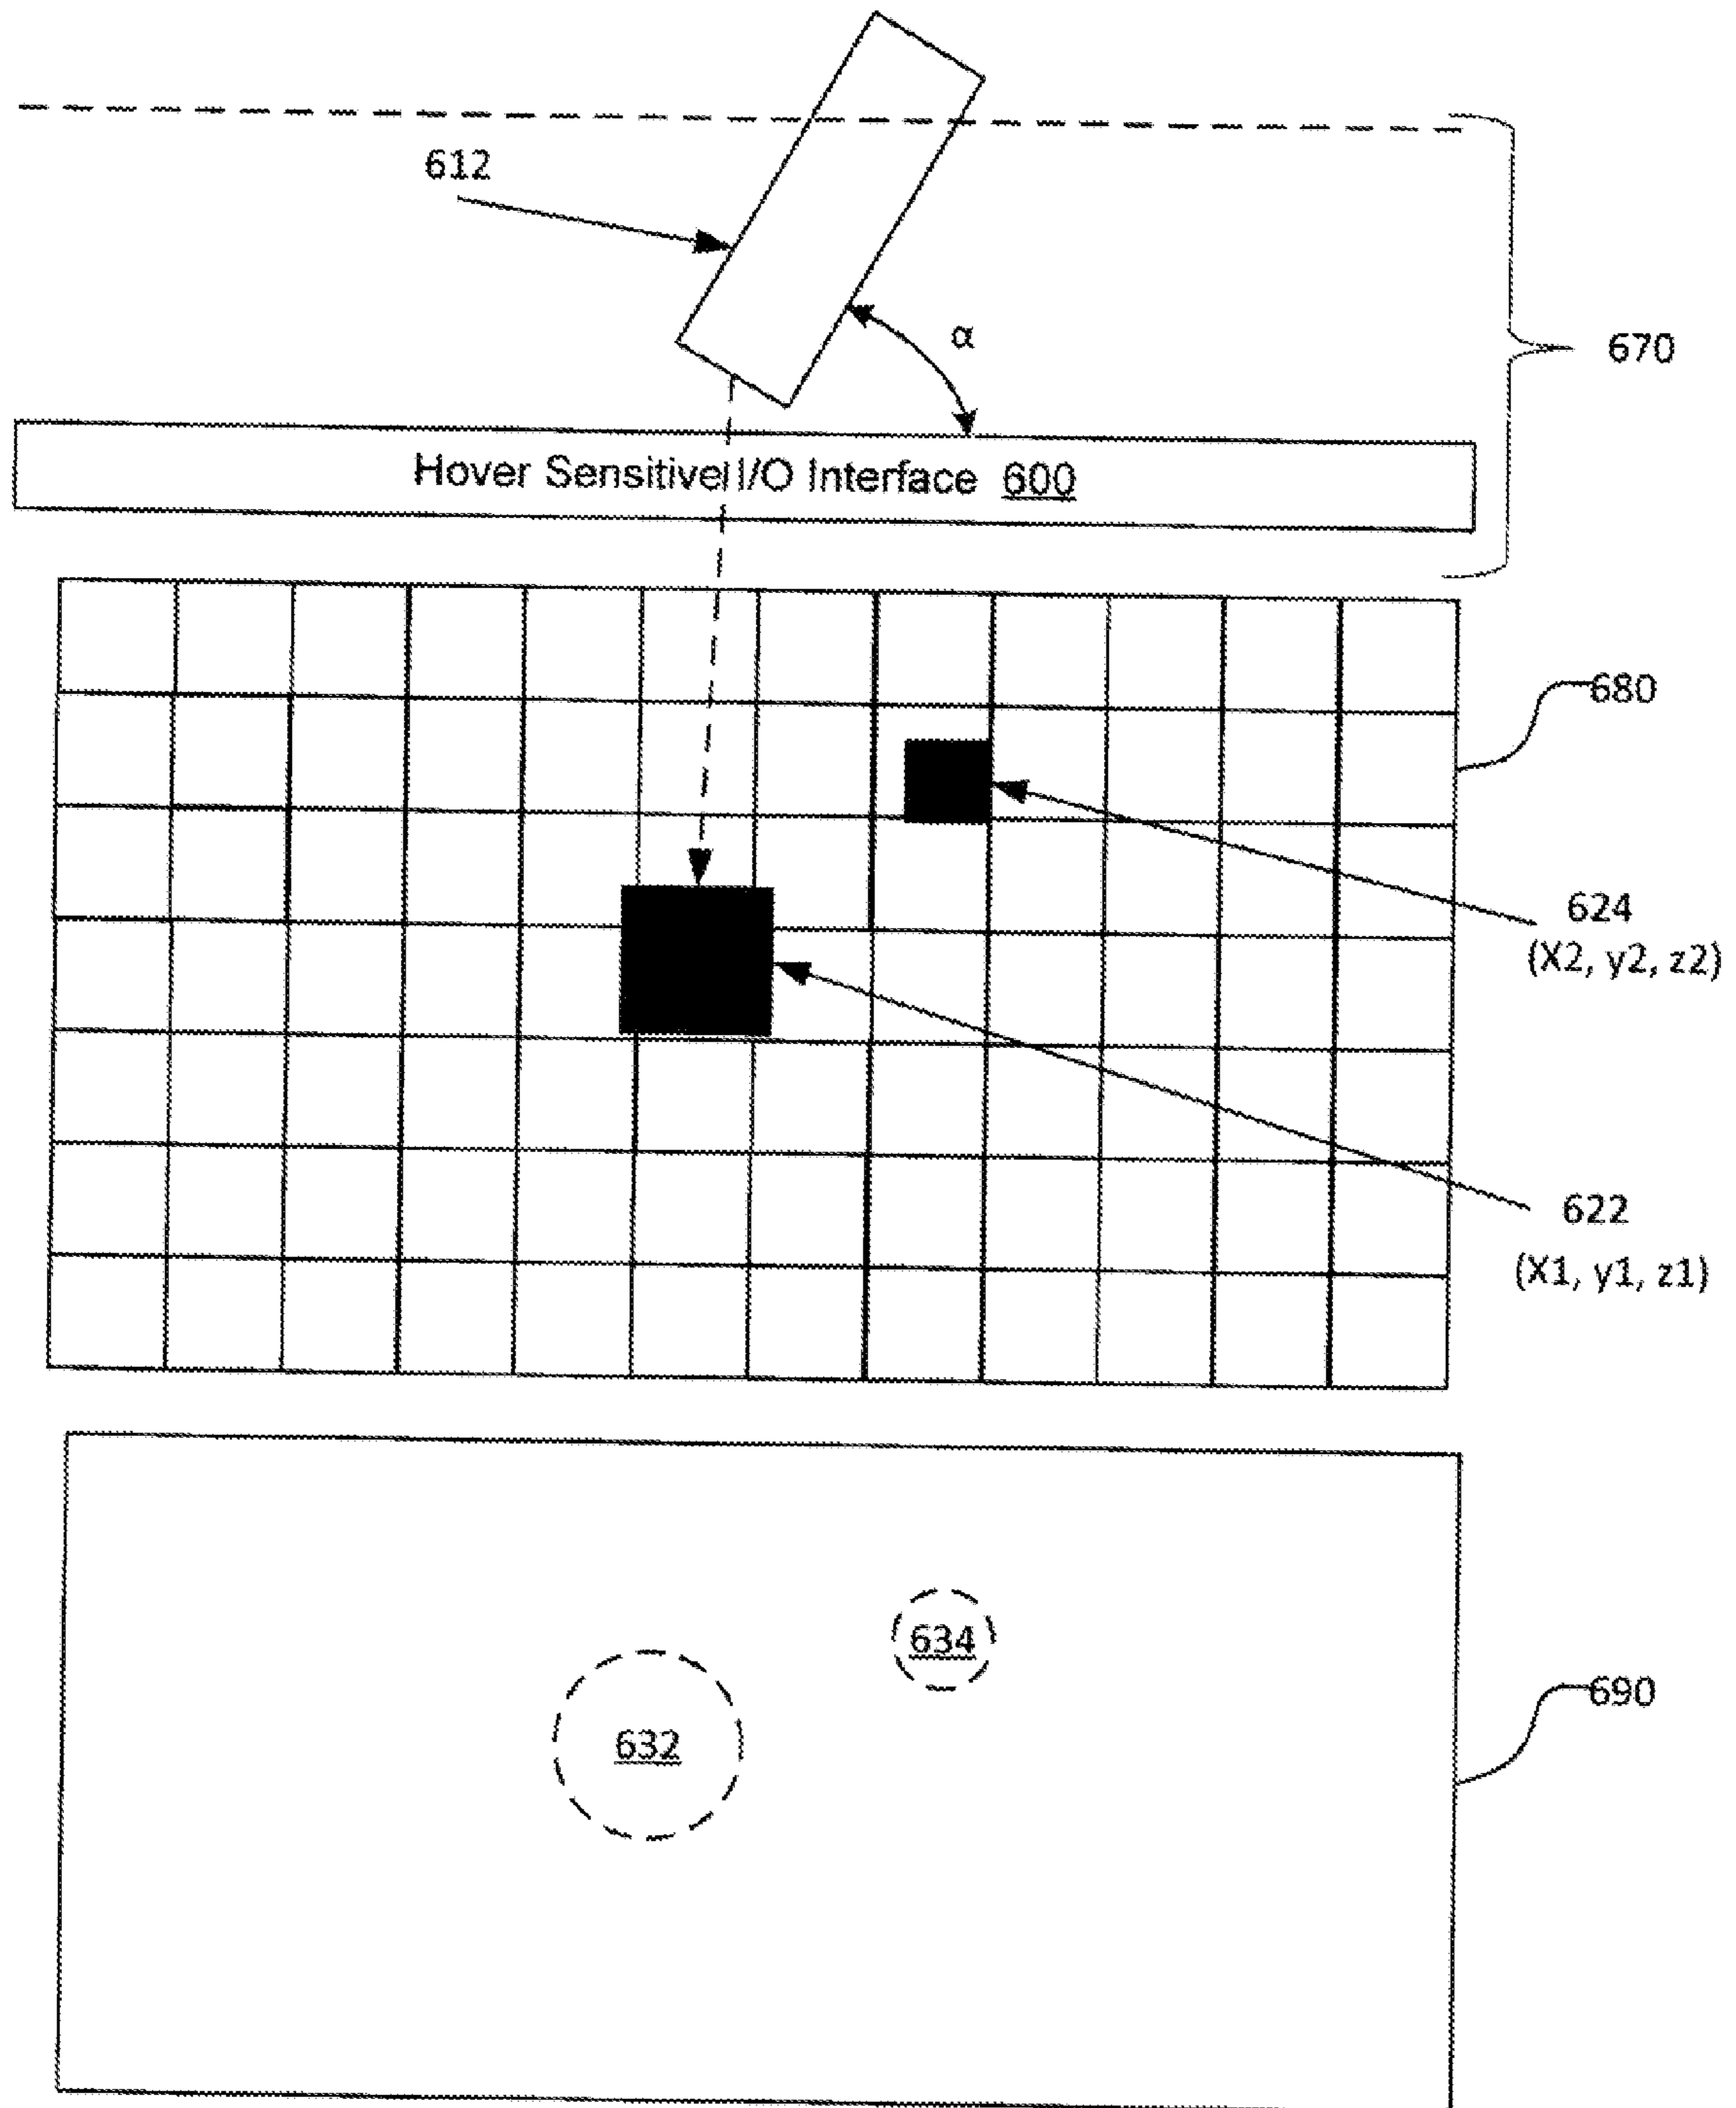 612
α
670
Hover Sensitive I/O Interface 600
680
624
(X2, y2, z2)
622
(X1, y1, z1)
634
632
690